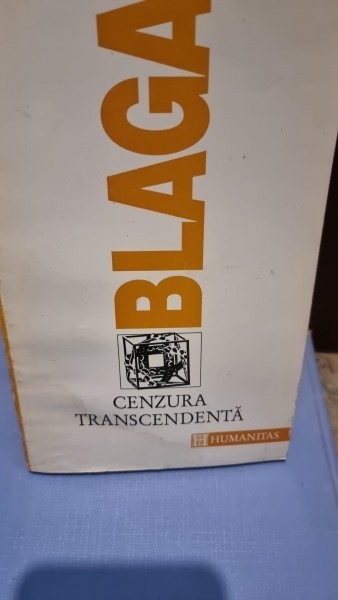 BLAGA
CENZURA
TRANSCENDENTĂ
H HUMANITAS